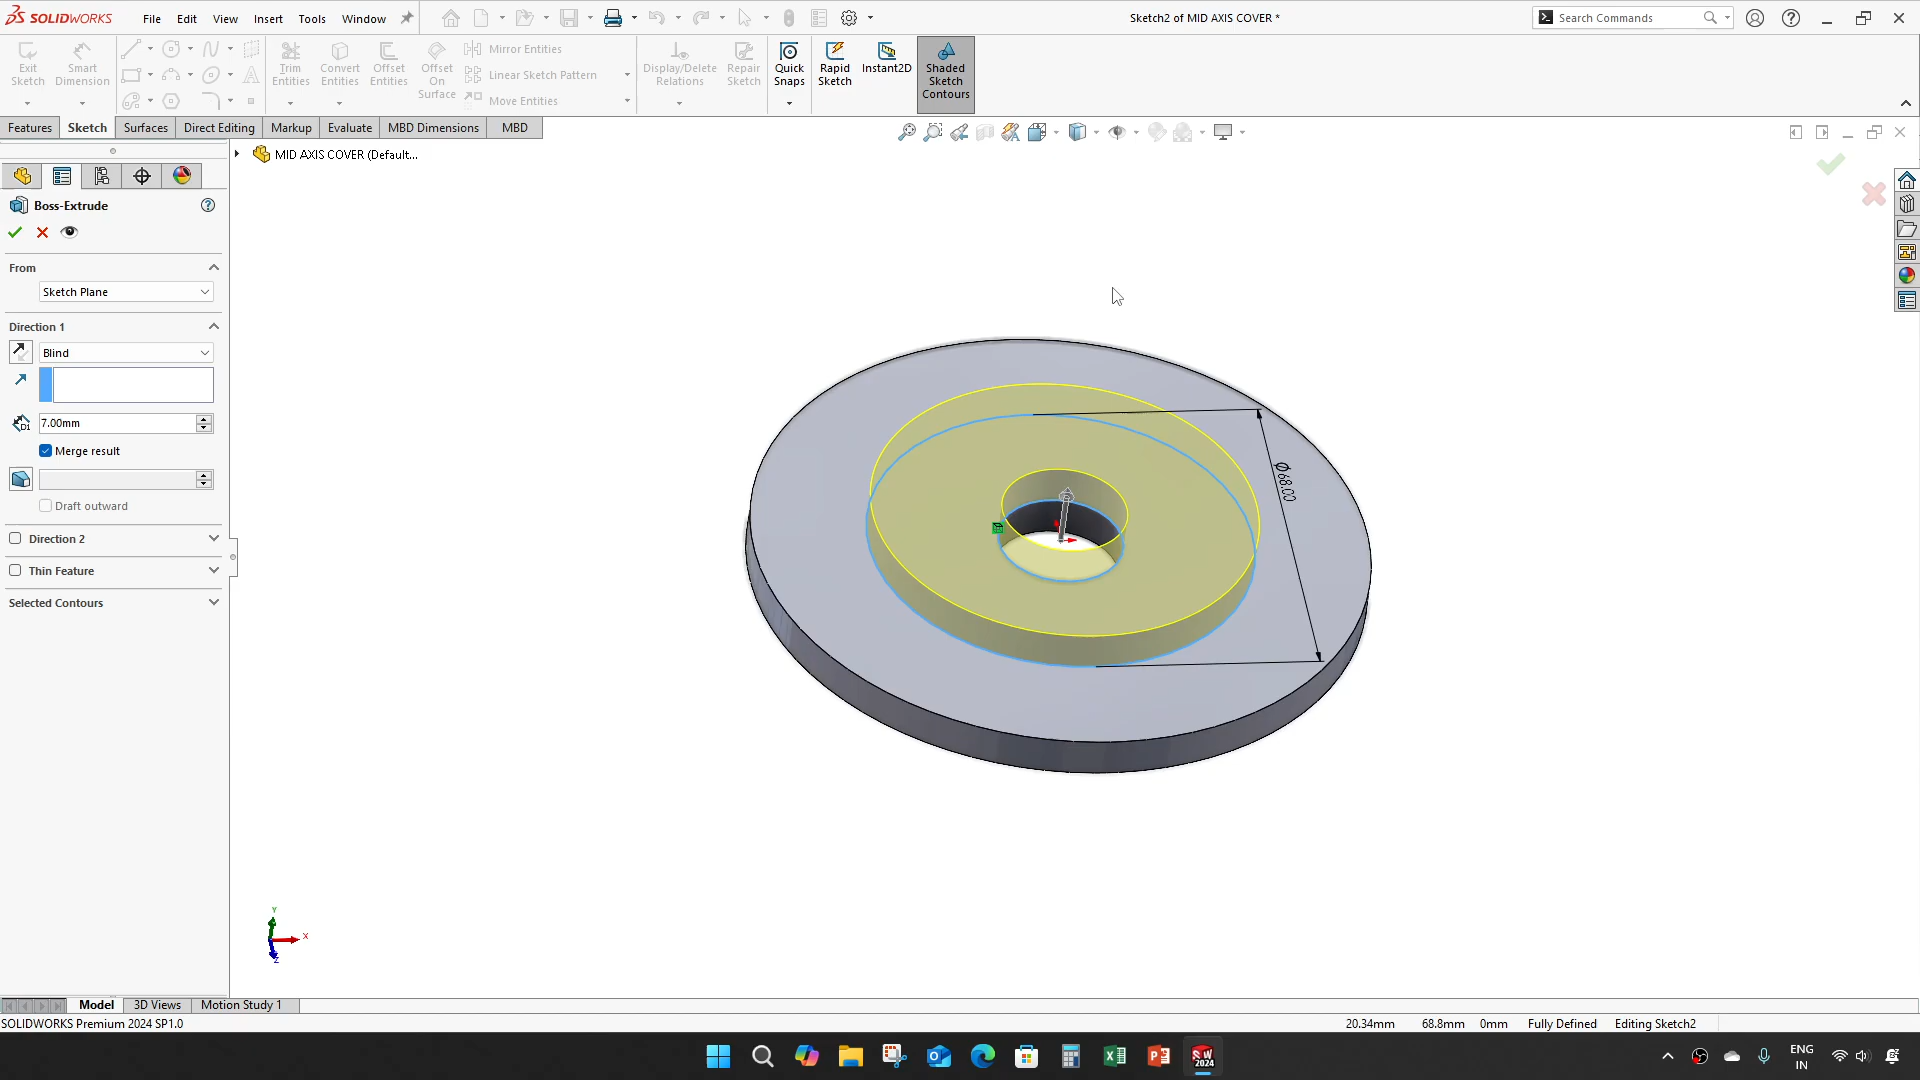 SOLIDWORKS File Edit View Insert Tools Window
Sketch2 of MID AXIS COVER *
Search Commands
Exit Sketch
Smart Dimension
Trim Entities
Convert Entities
Offset Entities
Offset On Surface
Mirror Entities
Linear Sketch Pattern
Move Entities
Display/Delete Relations
Repair Sketch
Quick Snaps
Rapid Sketch
Instant2D
Shaded Sketch Contours
Features Sketch Surfaces Direct Editing Markup Evaluate MBD Dimensions MBD
MID AXIS COVER (Default...
Boss-Extrude
From
Sketch Plane
Direction 1
Blind
D1
7.00mm
Merge result
Draft outward
Direction 2
Thin Feature
Selected Contours
Ø68.00
Y
X
Z
Model 3D Views Motion Study 1
SOLIDWORKS Premium 2024 SP1.0
20.34mm 68.8mm 0mm Fully Defined Editing Sketch2
SW 2024
ENG
IN